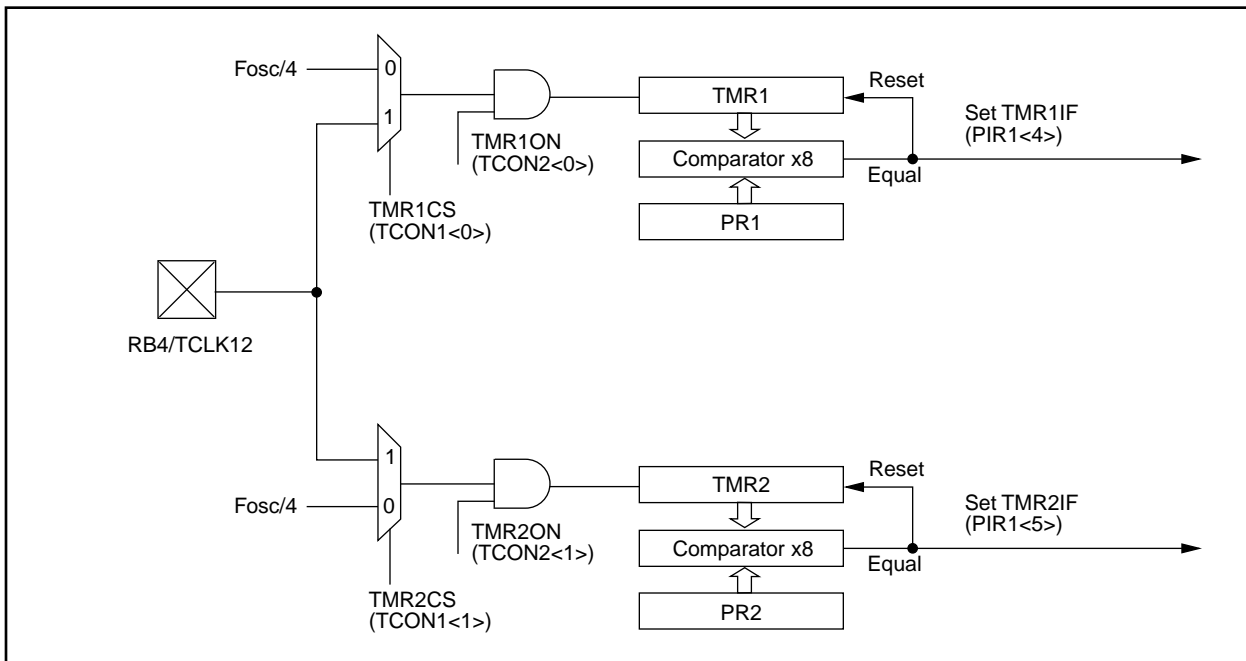 Fosc/4
0
1
TMR1ON
(TCON2<0>)
TMR1CS
(TCON1<0>)
TMR1
Comparator x8
PR1
Reset
Equal
Set TMR1IF
(PIR1<4>)
RB4/TCLK12
1
0
Fosc/4
TMR2ON
(TCON2<1>)
TMR2CS
(TCON1<1>)
TMR2
Comparator x8
PR2
Reset
Equal
Set TMR2IF
(PIR1<5>)